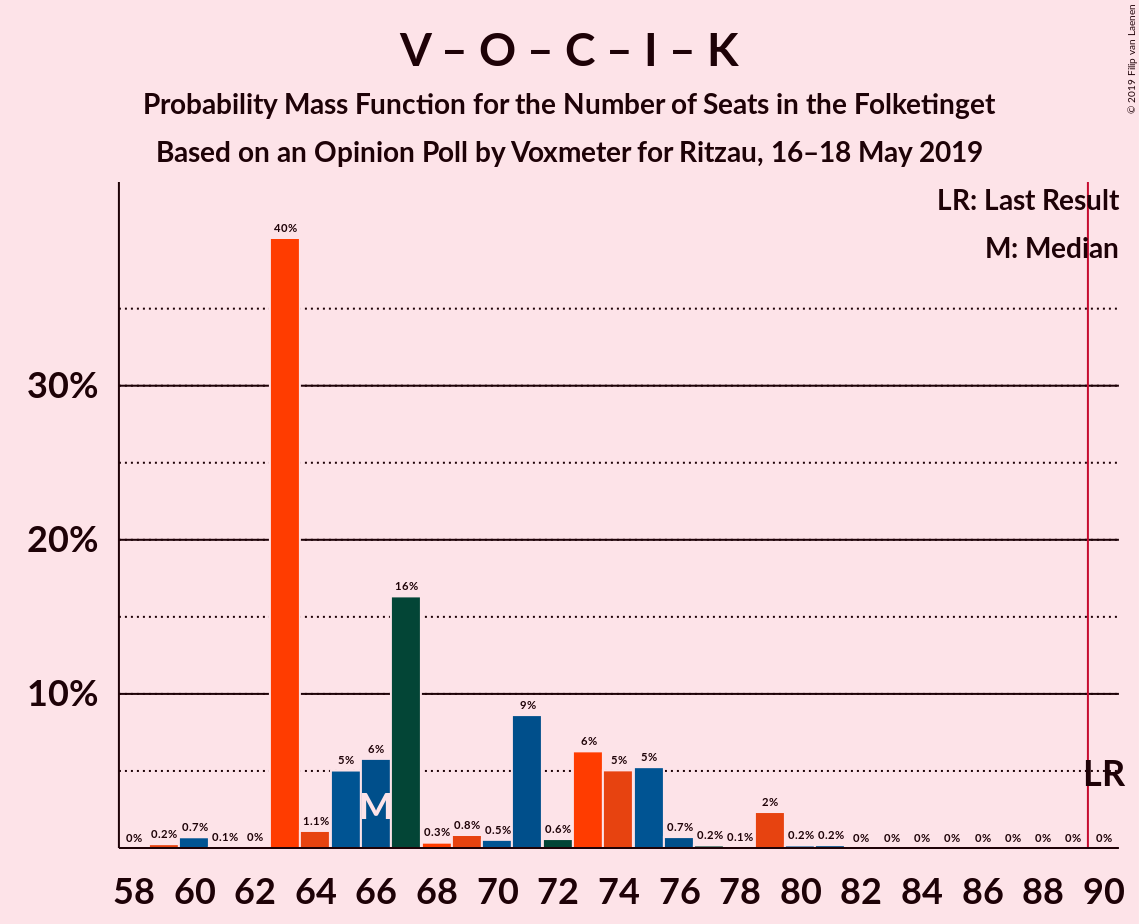 V – O – C – I – K
Probability Mass Function for the Number of Seats in the Folketinget
Based on an Opinion Poll by Voxmeter for Ritzau, 16–18 May 2019
© 2019 Filip van Laenen
LR: Last Result
M: Median
30%
20%
10%
0% 0.2% 0.7% 0.1% 0% 40% 1.1% 5% 6% 16% 0.3% 0.8% 0.5% 9% 0.6% 6% 5% 5% 0.7% 0.2% 0.1% 2% 0.2% 0.2% 0% 0% 0% 0% 0% 0% 0% 0% 0%
M
LR
58 60 62 64 66 68 70 72 74 76 78 80 82 84 86 88 90